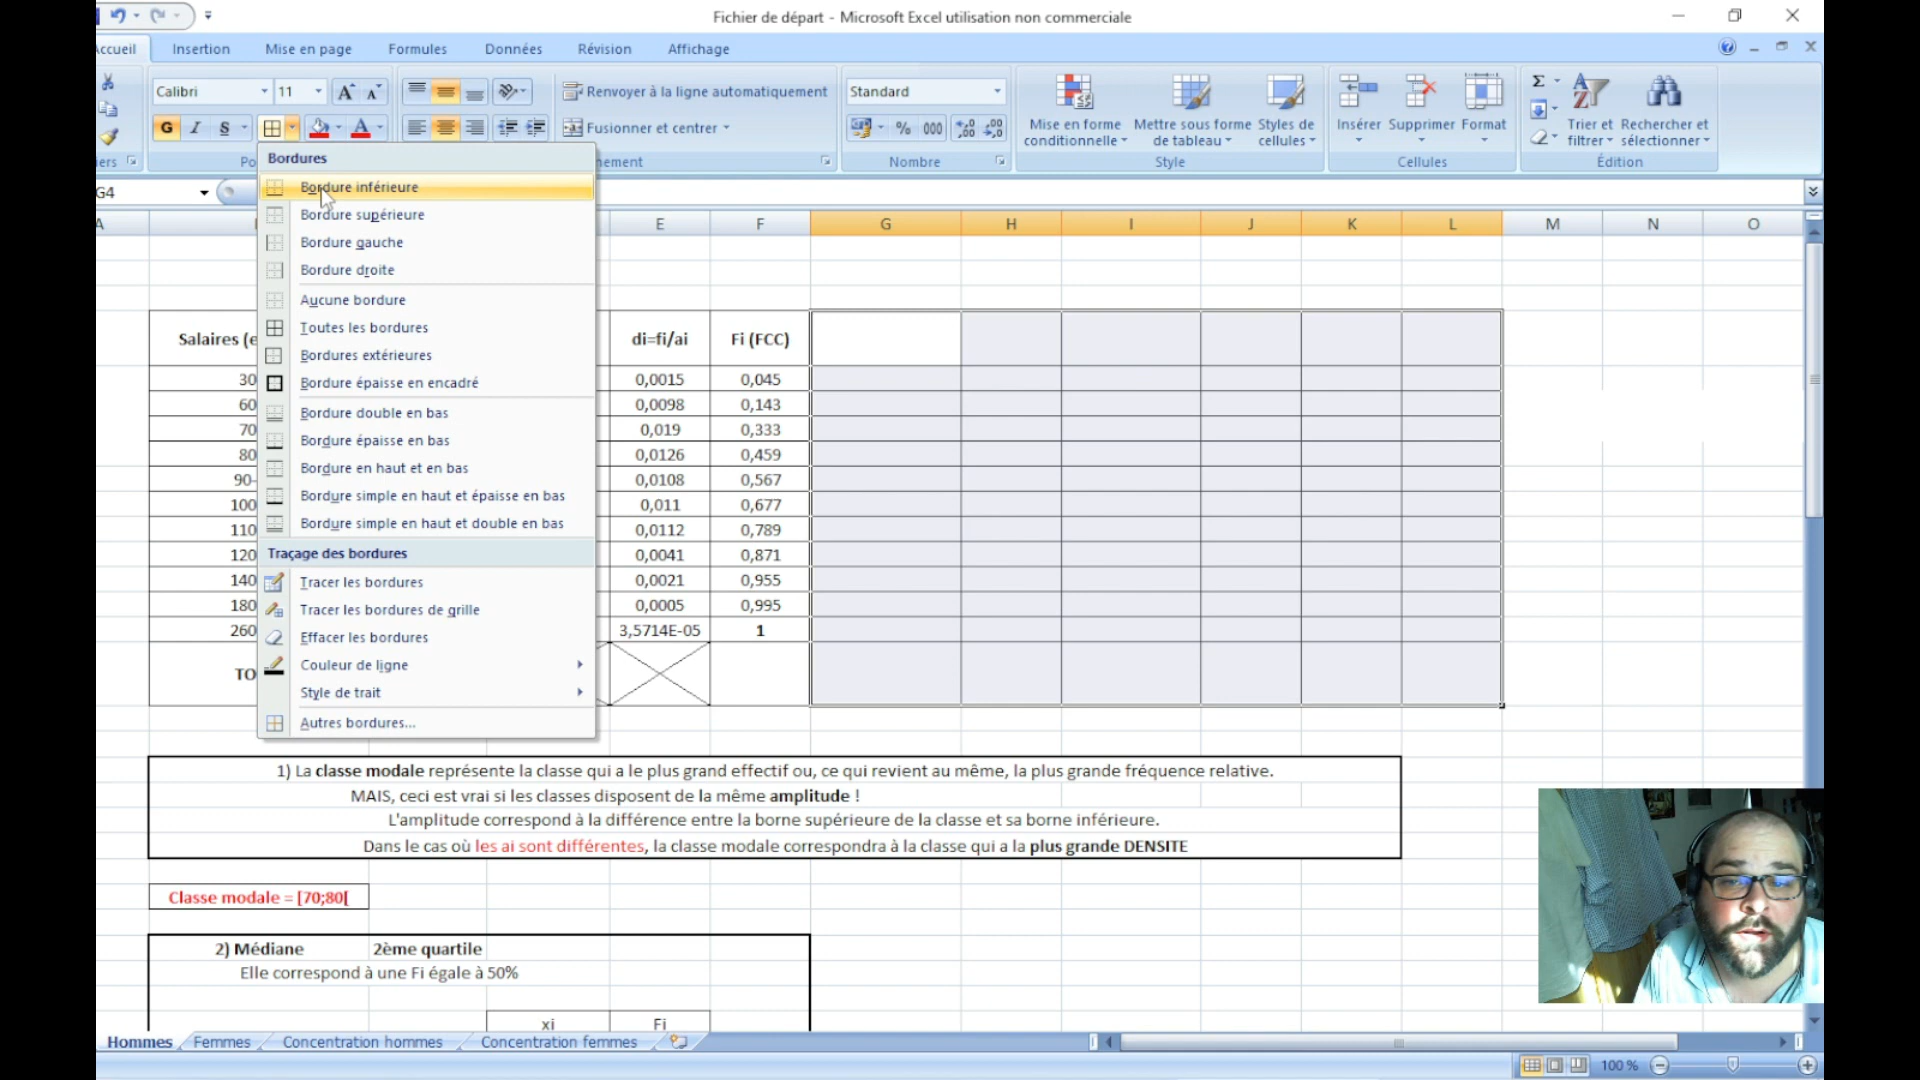 Fichier de départ - Microsoft Excel utilisation non commerciale
Accueil Insertion Mise en page Formules Données Révision Affichage
Calibri 11 Renvoyer à la ligne automatiquement Standard
G I S Fusionner et centrer % 000
Mise en forme conditionnelle Mettre sous forme de tableau Styles de cellules Insérer Supprimer Format Trier et filtrer Rechercher et sélectionner
Nombre Style Cellules Édition
G4
Bordures
Bordure inférieure
Bordure supérieure
Bordure gauche
Bordure droite
Aucune bordure
Toutes les bordures
Bordures extérieures
Bordure épaisse en encadré
Bordure double en bas
Bordure épaisse en bas
Bordure en haut et en bas
Bordure simple en haut et épaisse en bas
Bordure simple en haut et double en bas
Traçage des bordures
Tracer les bordures
Tracer les bordures de grille
Effacer les bordures
Couleur de ligne
Style de trait
Autres bordures...
A E F G H I J K L M N O
Salaires (e di=fi/ai Fi (FCC)
30 0,0015 0,045
60 0,0098 0,143
70 0,019 0,333
80 0,0126 0,459
90- 0,0108 0,567
100 0,011 0,677
110 0,0112 0,789
120 0,0041 0,871
140 0,0021 0,955
180 0,0005 0,995
260 3,5714E-05 1
TO
1) La classe modale représente la classe qui a le plus grand effectif ou, ce qui revient au même, la plus grande fréquence relative.
MAIS, ceci est vrai si les classes disposent de la même amplitude !
L'amplitude correspond à la différence entre la borne supérieure de la classe et sa borne inférieure.
Dans le cas où les ai sont différentes, la classe modale correspondra à la classe qui a la plus grande DENSITE
Classe modale = [70;80[
2) Médiane 2ème quartile
Elle correspond à une Fi égale à 50%
xi Fi
Hommes Femmes Concentration hommes Concentration femmes
100 %